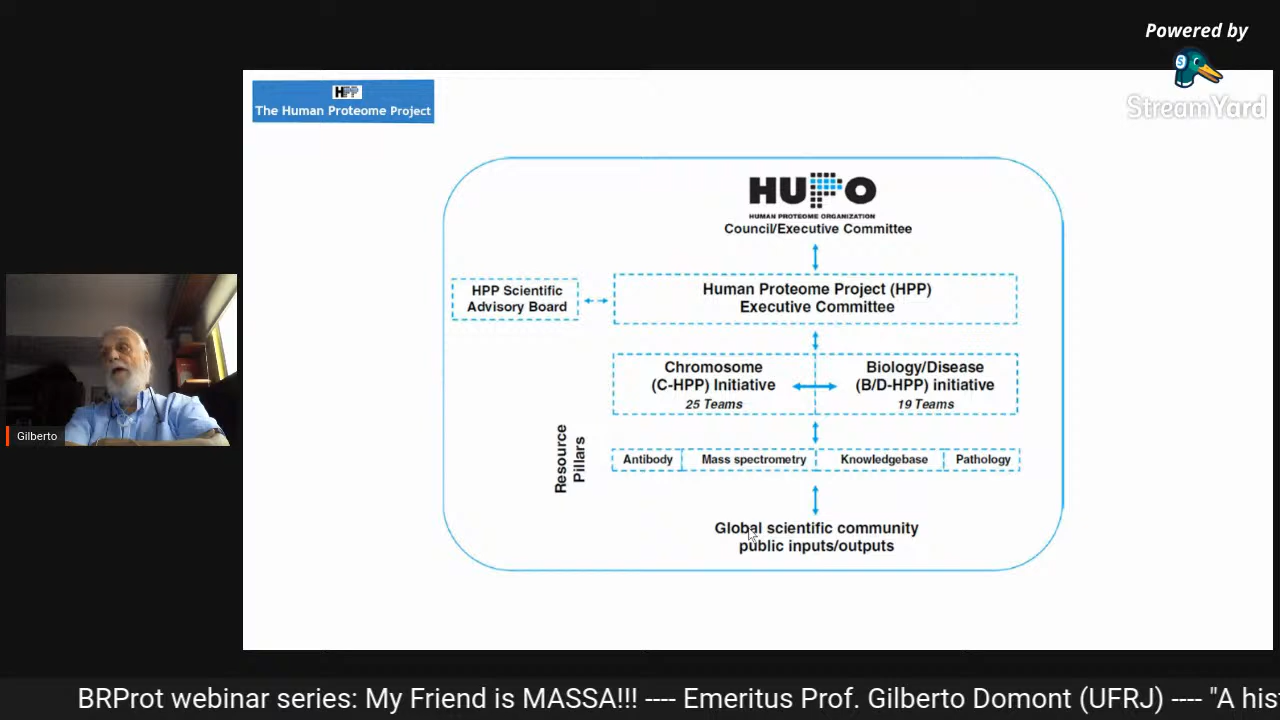 Powered by
StreamYard
HPP
The Human Proteome Project
HUPO
HUMAN PROTEOME ORGANIZATION
Council/Executive Committee
HPP Scientific
Advisory Board
Human Proteome Project (HPP)
Executive Committee
Chromosome
(C-HPP) Initiative
25 Teams
Biology/Disease
(B/D-HPP) initiative
19 Teams
Resource
Pillars
Antibody
Mass spectrometry
Knowledgebase
Pathology
Global scientific community
public inputs/outputs
Gilberto
BRProt webinar series: My Friend is MASSA!!! ---- Emeritus Prof. Gilberto Domont (UFRJ) ---- "A his